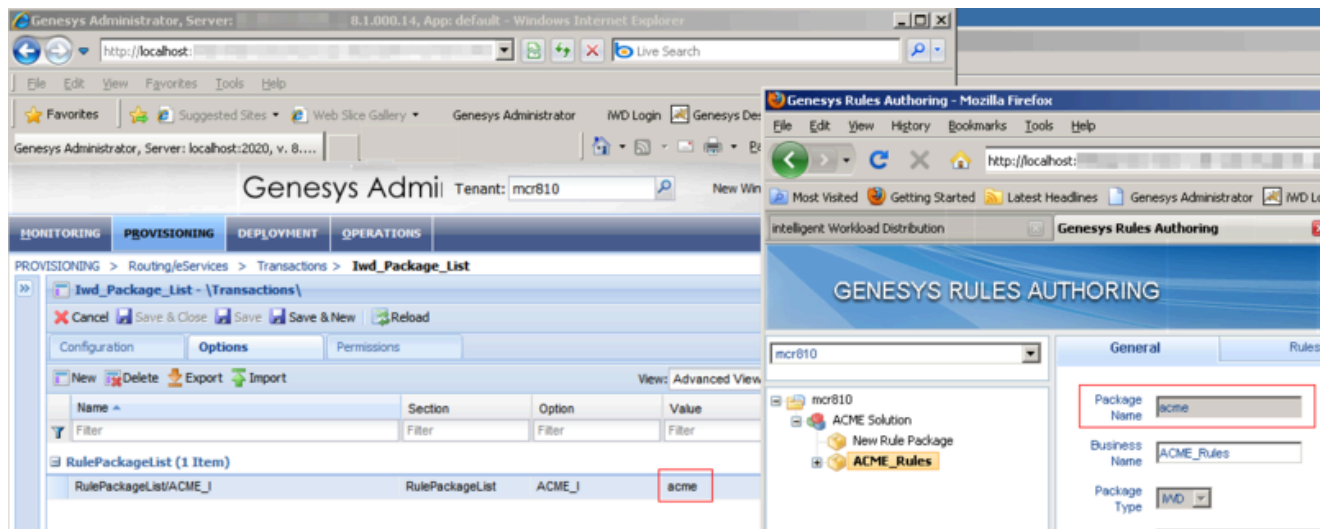 Genesys Administrator, Server: 8.1.000.14, App: default - Windows Internet Explorer
http://localhost:
Live Search
File Edit View Favorites Tools Help
Favorites Suggested Sites Web Slice Gallery Genesys Administrator IWD Login Genesys Des
Genesys Administrator, Server: localhost:2020, v. 8....
Genesys Admi Tenant: mcr810 New Win
MONITORING PROVISIONING DEPLOYMENT OPERATIONS
PROVISIONING > Routing/eServices > Transactions > Iwd_Package_List
Iwd_Package_List - \Transactions\
Cancel Save & Close Save Save & New Reload
Configuration Options Permissions
New Delete Export Import View: Advanced View
Name Section Option Value
Filter Filter Filter Filter
RulePackageList (1 Item)
RulePackageList/ACME_I RulePackageList ACME_I acme
Genesys Rules Authoring - Mozilla Firefox
File Edit View History Bookmarks Tools Help
http://localhost:
Most Visited Getting Started Latest Headlines Genesys Administrator IWD Lo
intelligent Workload Distribution Genesys Rules Authoring
GENESYS RULES AUTHORING
mcr810
General Rules
mcr810
ACME Solution
New Rule Package
ACME_Rules
Package Name acme
Business Name ACME_Rules
Package Type IWD